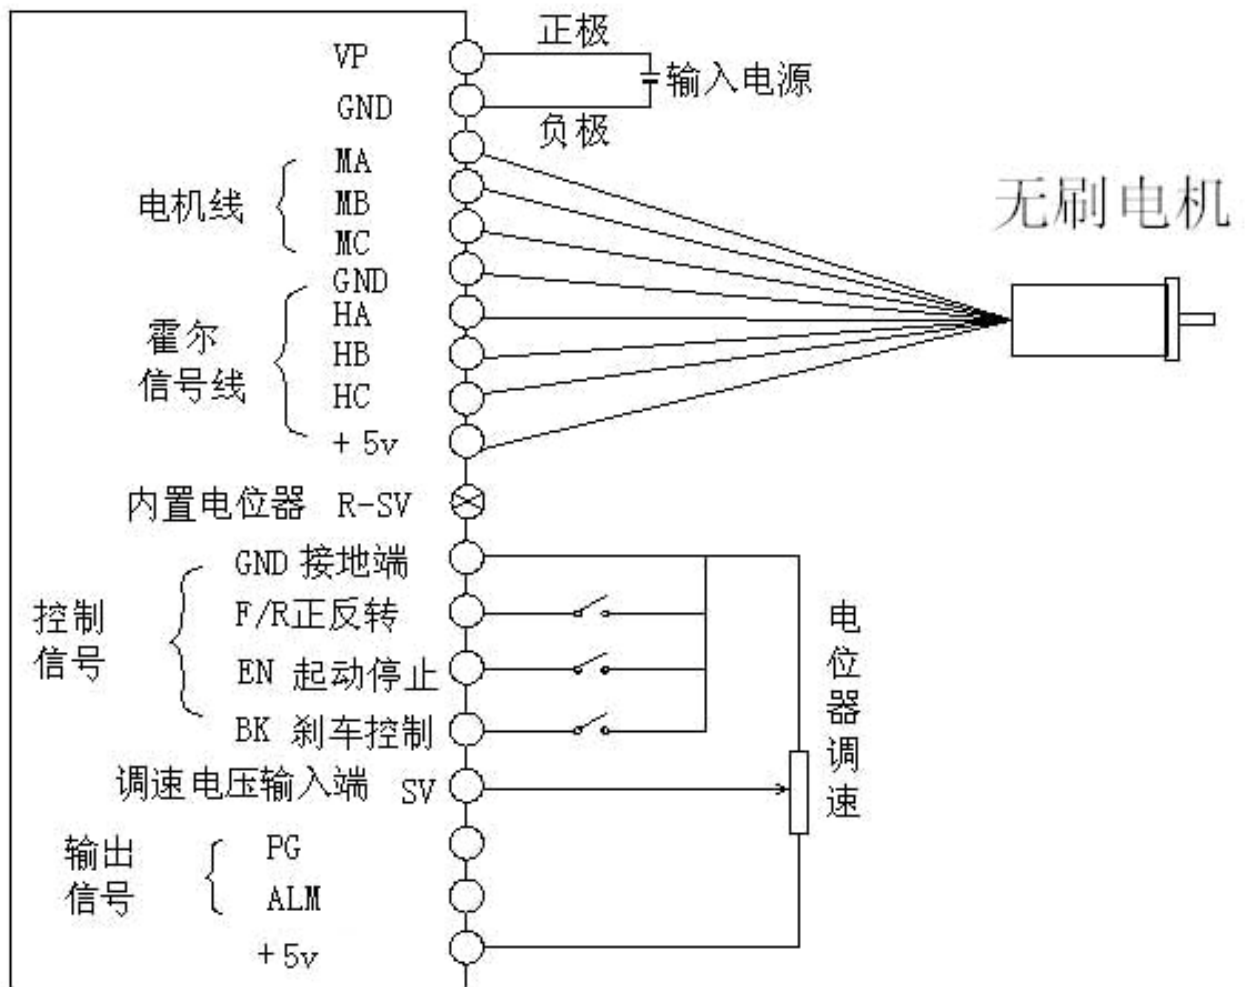 VP
正极
输入电源
GND
负极
电机线
MA
MB
MC
无刷电机
霍尔
信号线
GND
HA
HB
HC
+5v
内置电位器 R-SV
控制
信号
GND 接地端
F/R正反转
EN 起动停止
BK 刹车控制
电位器调速
调速电压输入端 SV
输出
信号
PG
ALM
+5v